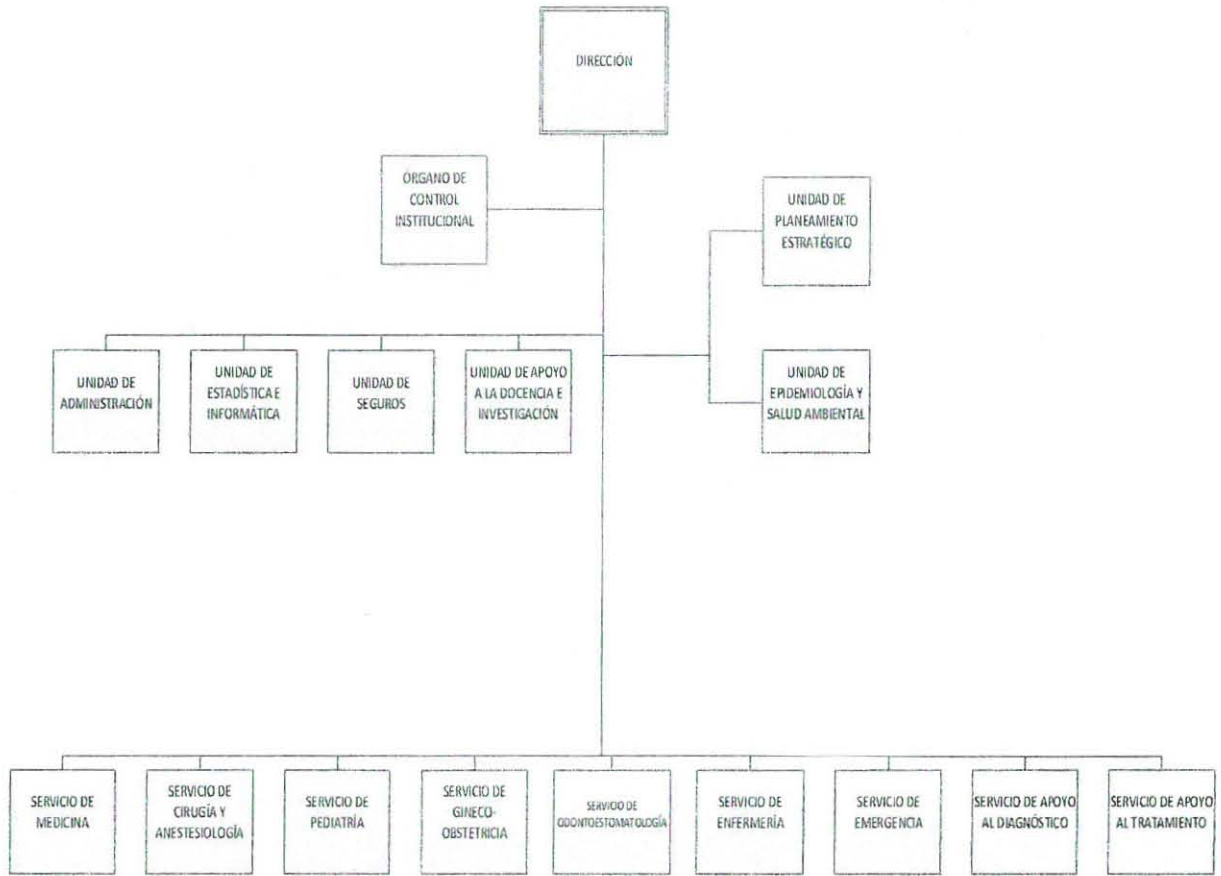 DIRECCIÓN
ÓRGANO DE
CONTROL
INSTITUCIONAL
UNIDAD DE
PLANEAMIENTO
ESTRATÉGICO
UNIDAD DE
ADMINISTRACIÓN
UNIDAD DE
ESTADÍSTICA E
INFORMÁTICA
UNIDAD DE
SEGUROS
UNIDAD DE APOYO
A LA DOCENCIA E
INVESTIGACIÓN
UNIDAD DE
EPIDEMIOLOGÍA Y
SALUD AMBIENTAL
SERVICIO DE
MEDICINA
SERVICIO DE
CIRUGÍA Y
ANESTESIOLOGÍA
SERVICIO DE
PEDIATRÍA
SERVICIO DE
GINECO-
OBSTETRICIA
SERVICIO DE
ODONTOESTOMATOLOGÍA
SERVICIO DE
ENFERMERÍA
SERVICIO DE
EMERGENCIA
SERVICIO DE APOYO
AL DIAGNÓSTICO
SERVICIO DE APOYO
AL TRATAMIENTO